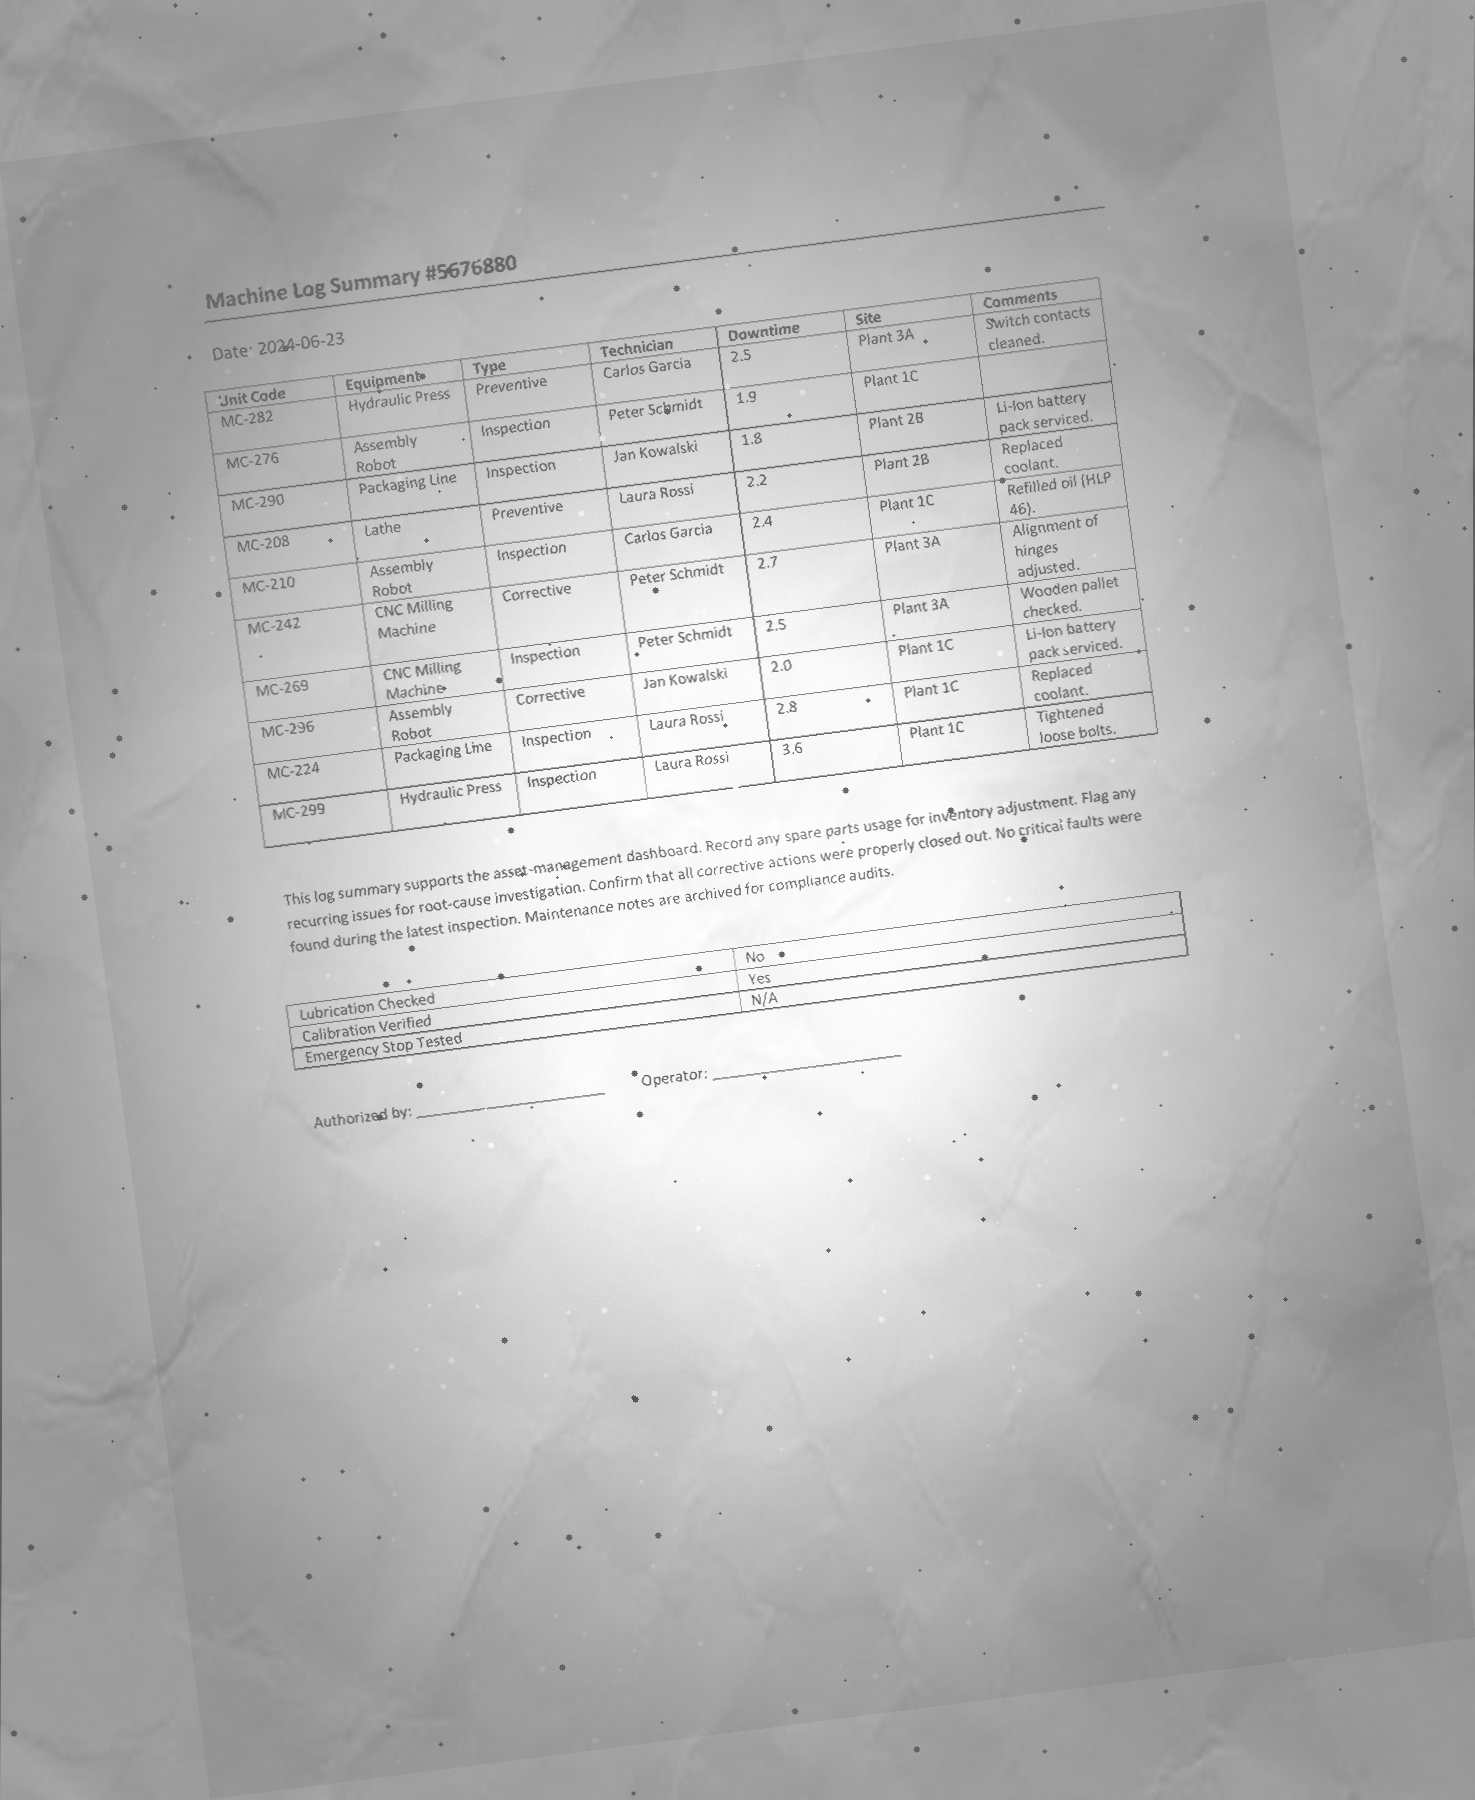 Machine Log Summary #5676880
Date: 2024-06-23
Unit Code Equipment Type Technician Downtime Site Comments
MC-282 Hydraulic Press Preventive Carlos Garcia 2.5 Plant 3A Switch contacts
cleaned.
MC-276 Assembly Inspection Peter Schmidt 1.9 Plant 1C
Robot
MC-290 Packaging Line Inspection Jan Kowalski 1.8 Plant 2B Li-Ion battery
pack serviced.
MC-208 Lathe Preventive Laura Rossi 2.2 Plant 2B Replaced
coolant.
MC-210 Assembly Inspection Carlos Garcia 2.4 Plant 1C Refilled oil (HLP
Robot 46).
MC-242 CNC Milling Corrective Peter Schmidt 2.7 Plant 3A Alignment of
Machine hinges
adjusted.
MC-269 CNC Milling Inspection Peter Schmidt 2.5 Plant 3A Wooden pallet
Machine checked.
MC-296 Assembly Corrective Jan Kowalski 2.0 Plant 1C Li-Ion battery
Robot pack serviced.
MC-224 Packaging Line Inspection Laura Rossi 2.8 Plant 1C Replaced
coolant.
MC-299 Hydraulic Press Inspection Laura Rossi 3.6 Plant 1C Tightened
loose bolts.
This log summary supports the asset-management dashboard. Record any spare parts usage for inventory adjustment. Flag any
recurring issues for root-cause investigation. Confirm that all corrective actions were properly closed out. No critical faults were
found during the latest inspection. Maintenance notes are archived for compliance audits.
Lubrication Checked No
Calibration Verified Yes
Emergency Stop Tested N/A
Authorized by: Operator: